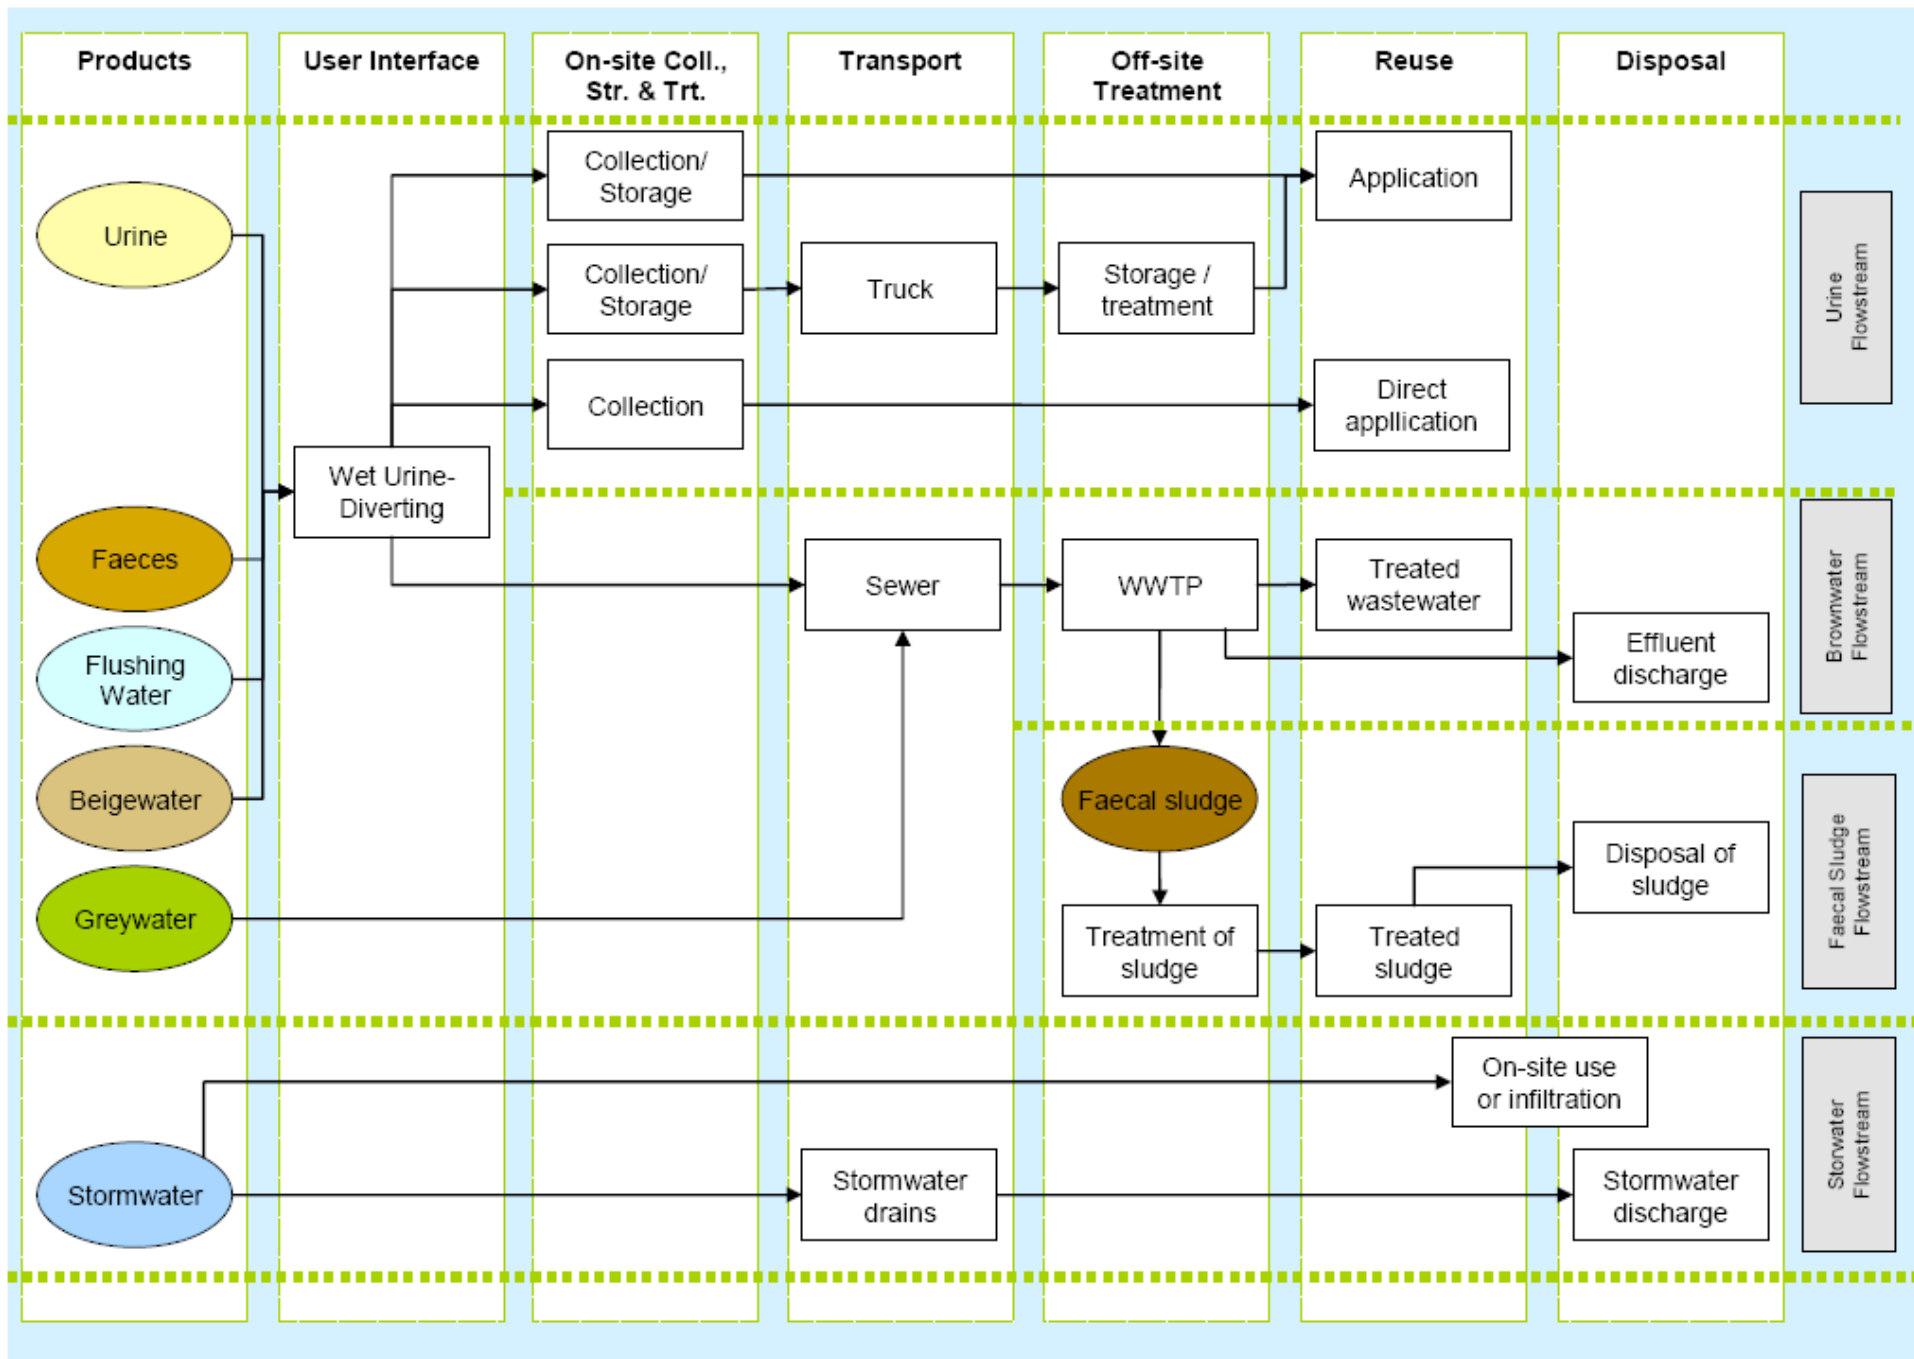 Products
User Interface
On-site Coll.,
Str. & Trt.
Transport
Off-site
Treatment
Reuse
Disposal
Urine
Collection/
Storage
Application
Collection/
Storage
Truck
Storage /
treatment
Collection
Direct
appllication
Urine
Flowstream
Wet Urine-
Diverting
Faeces
Flushing
Water
Beigewater
Greywater
Sewer
WWTP
Treated
wastewater
Effluent
discharge
Brownwater
Flowstream
Faecal sludge
Treatment of
sludge
Treated
sludge
Disposal of
sludge
Faecal Sludge
Flowstream
On-site use
or infiltration
Stormwater
Stormwater
drains
Stormwater
discharge
Storwater
Flowstream